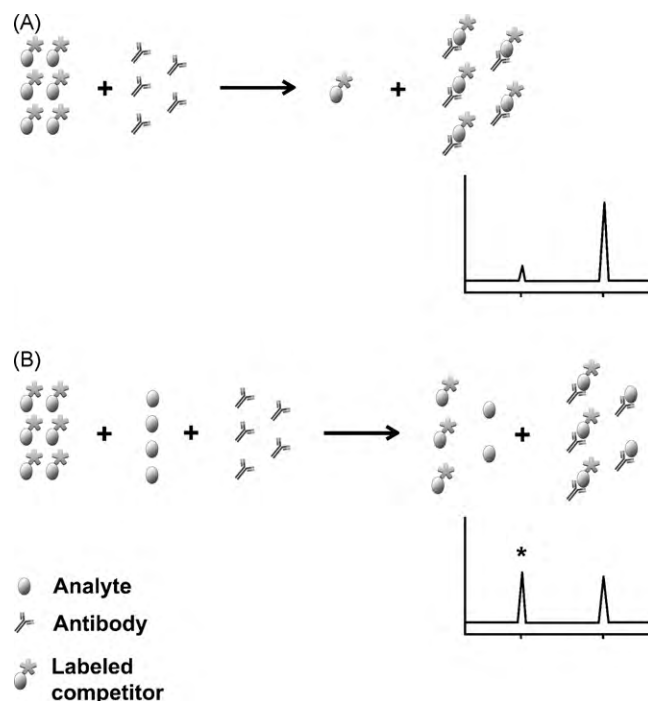 (A)
+
+
(B)
+
+
+
*
Analyte
Antibody
Labeled
competitor